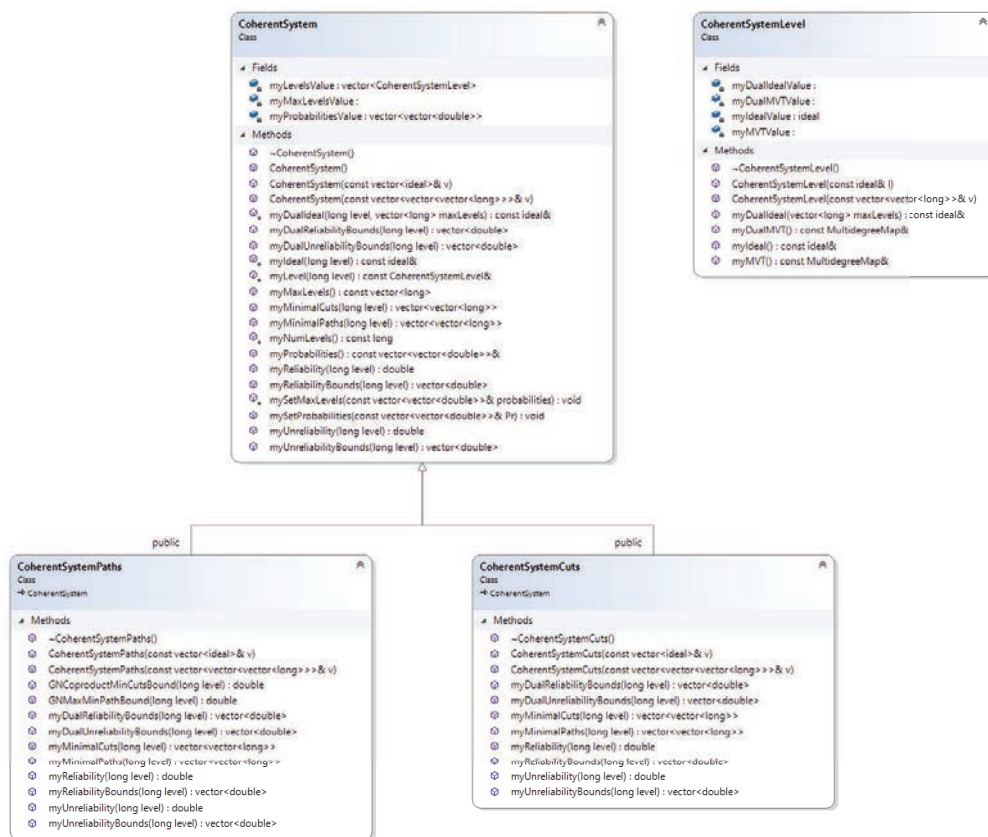 CoherentSystem
Class
Fields
myLevelsValue : vector<CoherentSystemLevel>
myMaxLevelsValue :
myProbabilitiesValue : vector<vector<double>>
Methods
~CoherentSystem()
CoherentSystem()
CoherentSystem(const vector<ideal>& v)
CoherentSystem(const vector<vector<vector<long>>>& v)
myDualIdeal(long level, vector<long> maxLevels) : const ideal&
myDualReliabilityBounds(long level) : vector<double>
myDualUnreliabilityBounds(long level) : vector<double>
myIdeal(long level) : const ideal&
myLevel(long level) : const CoherentSystemLevel&
myMaxLevels() : const vector<long>
myMinimalCuts(long level) : vector<vector<long>>
myMinimalPaths(long level) : vector<vector<long>>
myNumLevels() : const long
myProbabilities() : const vector<vector<double>>&
myReliability(long level) : double
myReliabilityBounds(long level) : vector<double>
mySetMaxLevels(const vector<vector<double>>& probabilities) : void
mySetProbabilities(const vector<vector<double>>& Pr) : void
myUnreliability(long level) : double
myUnreliabilityBounds(long level) : vector<double>
CoherentSystemLevel
Class
Fields
myDualIdealValue :
myDualMVTValue :
myIdealValue : ideal
myMVTValue :
Methods
~CoherentSystemLevel()
CoherentSystemLevel(const ideal& I)
CoherentSystemLevel(const vector<vector<long>>& v)
myDualIdeal(vector<long> maxLevels) : const ideal&
myDualMVT() : const MultidegreeMap&
myIdeal() : const ideal&
myMVT() : const MultidegreeMap&
public
public
CoherentSystemPaths
Class
CoherentSystem
Methods
~CoherentSystemPaths()
CoherentSystemPaths(const vector<ideal>& v)
CoherentSystemPaths(const vector<vector<vector<long>>>& v)
GNCoproductMinCutsBound(long level) : double
GNMaxMinPathBound(long level) : double
myDualReliabilityBounds(long level) : vector<double>
myDualUnreliabilityBounds(long level) : vector<double>
myMinimalCuts(long level) : vector<vector<long>>
myMinimalPaths(long level) : vector<vector<long>>
myReliability(long level) : double
myReliabilityBounds(long level) : vector<double>
myUnreliability(long level) : double
myUnreliabilityBounds(long level) : vector<double>
CoherentSystemCuts
Class
CoherentSystem
Methods
~CoherentSystemCuts()
CoherentSystemCuts(const vector<ideal>& v)
CoherentSystemCuts(const vector<vector<vector<long>>>& v)
myDualReliabilityBounds(long level) : vector<double>
myDualUnreliabilityBounds(long level) : vector<double>
myMinimalCuts(long level) : vector<vector<long>>
myMinimalPaths(long level) : vector<vector<long>>
myReliability(long level) : double
myReliabilityBounds(long level) : vector<double>
myUnreliability(long level) : double
myUnreliabilityBounds(long level) : vector<double>